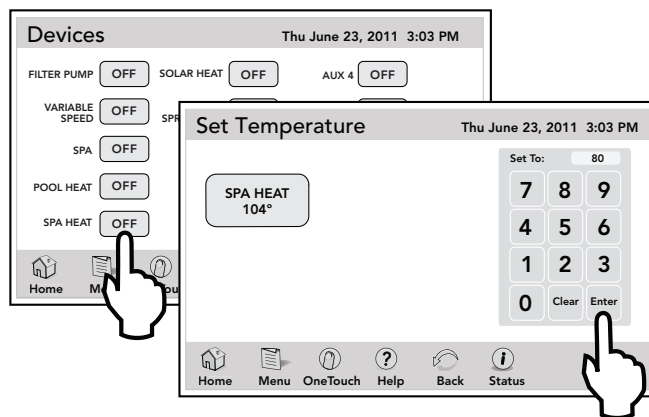 Devices
Thu June 23, 2011 3:03 PM
FILTER PUMP OFF SOLAR HEAT OFF AUX 4 OFF
VARIABLE
SPEED OFF SPR
SPA OFF
POOL HEAT OFF
SPA HEAT OFF
Home
Set Temperature
Thu June 23, 2011 3:03 PM
SPA HEAT
104°
Set To: 80
7 8 9
4 5 6
1 2 3
0 Clear Enter
Home Menu OneTouch Help Back Status